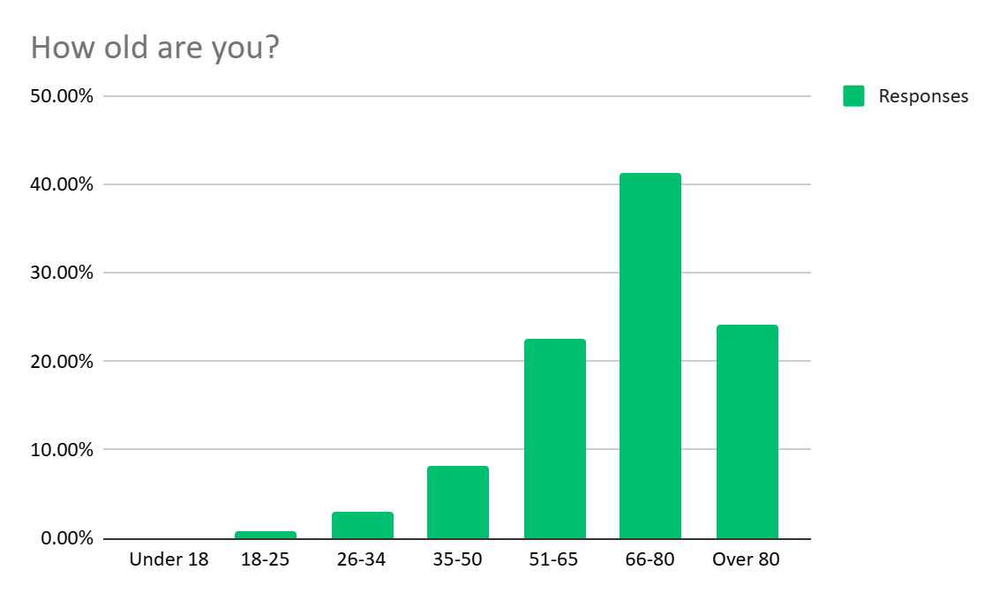 How old are you?
50.00%
Responses
40.00%
30.00%
20.00%
10.00%
0.00%
Under 18 18-25 26-34 35-50 51-65 66-80 Over 80